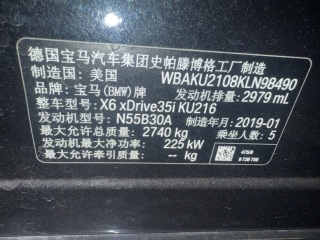 德国宝马汽车集团史帕滕博格工厂制造
制造国: 美国 WBAKU2108KLN98490
品牌: 宝马(BMW)牌 发动机排量: 2979 mL
整车型号: X6 xDrive35i KU216
发动机型号: N55B30A 制造年月: 2019-01
最大允许总质量: 2740 kg 乘坐人数: 5
发动机最大净功率: 225 kW
最大允许牵引质量: -- kg